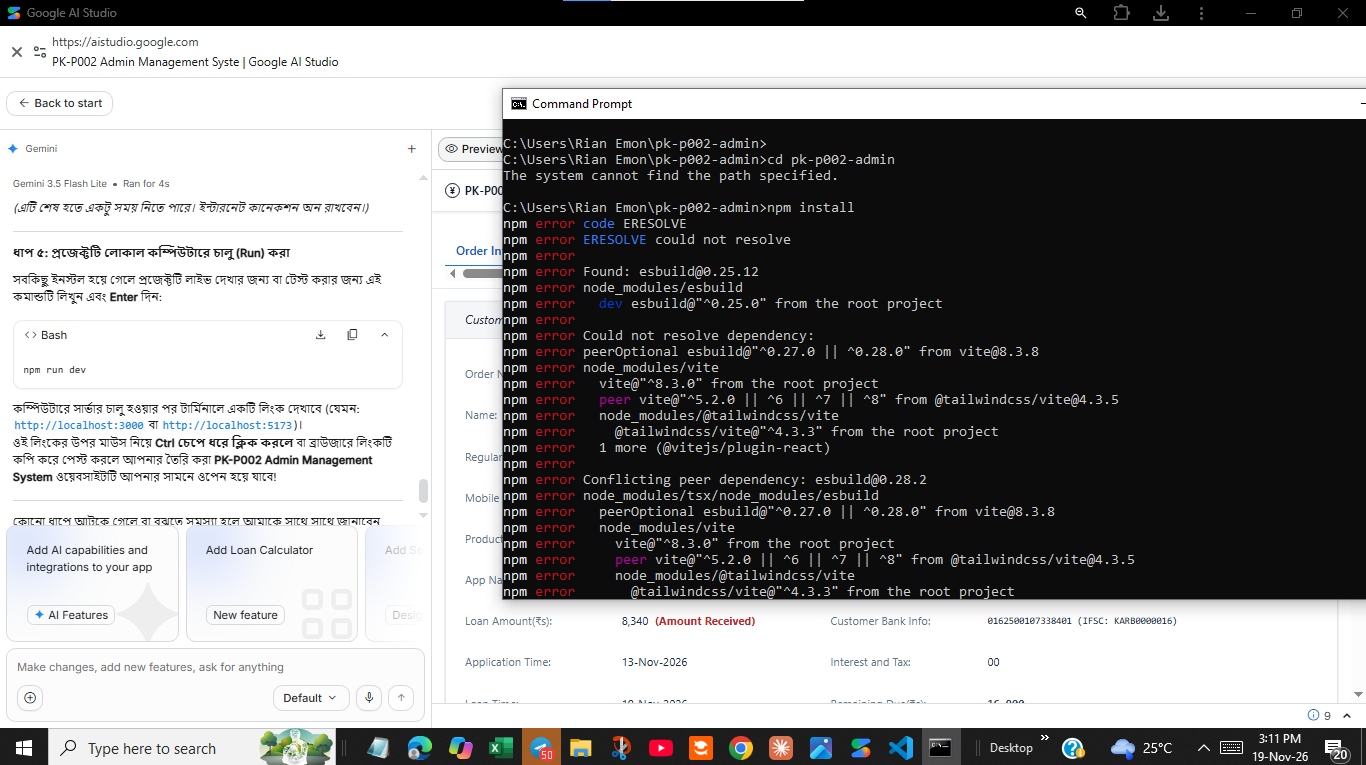 Google AI Studio
https://aistudio.google.com
PK-P002 Admin Management Syste | Google AI Studio
Back to start
Gemini
Gemini 3.5 Flash Lite • Ran for 4s
(এটি শেষ হতে একটু সময় নিতে পারে। ইন্টারনেট কানেকশন অন রাখবেন।)
ধাপ ৫: প্রজেক্টটি লোকাল কম্পিউটারে চালু (Run) করা
সবকিছু ইনস্টল হয়ে গেলে প্রজেক্টটি লাইভ দেখার জন্য বা টেস্ট করার জন্য এই
কমান্ডটি লিখুন এবং Enter দিন:
<> Bash
npm run dev
কম্পিউটারে সার্ভার চালু হওয়ার পর টার্মিনালে একটি লিংক দেখাবে (যেমন:
http://localhost:3000 বা http://localhost:5173)।
ওই লিংকের উপর মাউস নিয়ে Ctrl চেপে ধরে ক্লিক করলে বা ব্রাউজারে লিংকটি
কপি করে পেস্ট করলে আপনার তৈরি করা PK-P002 Admin Management
System ওয়েবসাইটটি আপনার সামনে ওপেন হয়ে যাবে!
কোনো ধাপে আটকে গেলে বা বুঝতে সমস্যা হলে আমাকে সাথে সাথে জানাবেন
Add AI capabilities and
integrations to your app
AI Features
Add Loan Calculator
New feature
Add S
Desig
Make changes, add new features, ask for anything
Default
Preview
PK-P00
Order In
Custom
Order N
Name:
Regular
Mobile
Product
App Na
Command Prompt
C:\Users\Rian Emon\pk-p002-admin>
C:\Users\Rian Emon\pk-p002-admin>cd pk-p002-admin
The system cannot find the path specified.
C:\Users\Rian Emon\pk-p002-admin>npm install
npm error code ERESOLVE
npm error ERESOLVE could not resolve
npm error
npm error Found: esbuild@0.25.12
npm error node_modules/esbuild
npm error   dev esbuild@"^0.25.0" from the root project
npm error
npm error Could not resolve dependency:
npm error peerOptional esbuild@"^0.27.0 || ^0.28.0" from vite@8.3.8
npm error node_modules/vite
npm error   vite@"^8.3.0" from the root project
npm error   peer vite@"^5.2.0 || ^6 || ^7 || ^8" from @tailwindcss/vite@4.3.5
npm error   node_modules/@tailwindcss/vite
npm error     @tailwindcss/vite@"^4.3.3" from the root project
npm error   1 more (@vitejs/plugin-react)
npm error
npm error Conflicting peer dependency: esbuild@0.28.2
npm error node_modules/tsx/node_modules/esbuild
npm error   peerOptional esbuild@"^0.27.0 || ^0.28.0" from vite@8.3.8
npm error   node_modules/vite
npm error     vite@"^8.3.0" from the root project
npm error     peer vite@"^5.2.0 || ^6 || ^7 || ^8" from @tailwindcss/vite@4.3.5
npm error     node_modules/@tailwindcss/vite
npm error       @tailwindcss/vite@"^4.3.3" from the root project
Loan Amount(₹s): 8,340 (Amount Received) Customer Bank Info: 0162500107338401 (IFSC: KARB0000016)
Application Time: 13-Nov-2026 Interest and Tax: 00
9
Type here to search
50
Desktop
25°C
3:11 PM
19-Nov-26
20